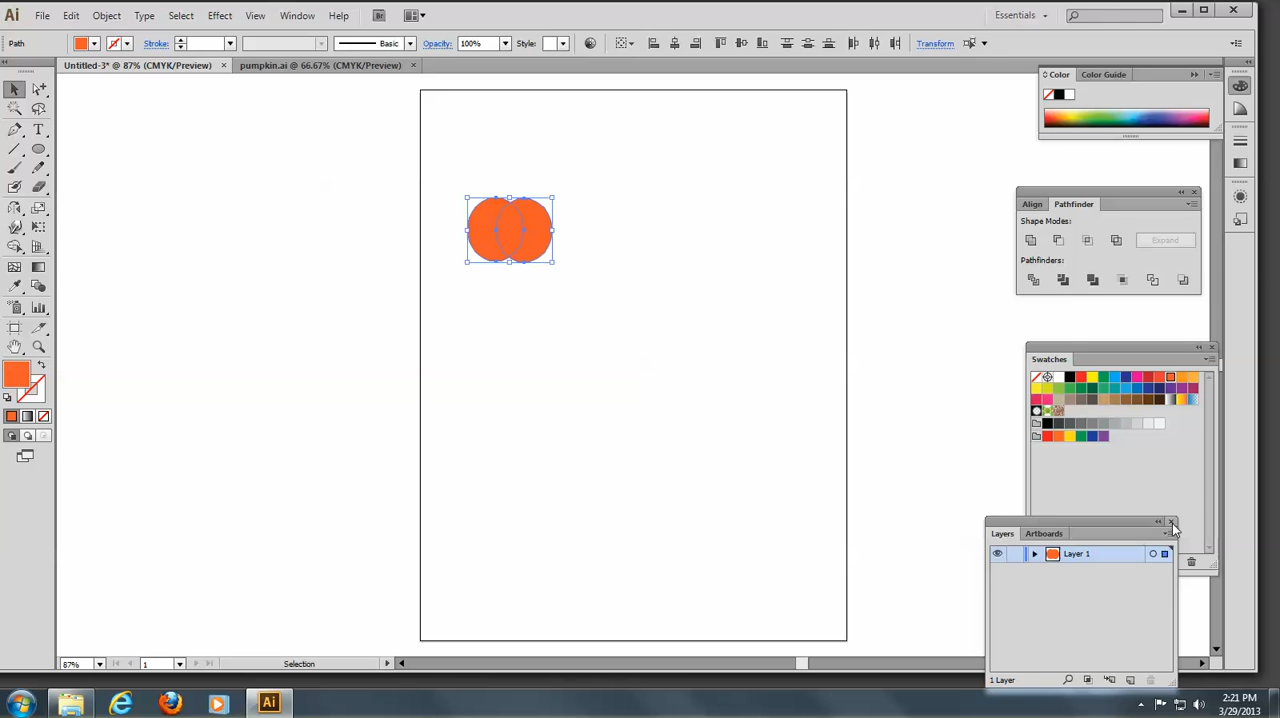 Ai File Edit Object Type Select Effect View Window Help Br Essentials
Path Stroke: Basic Opacity: 100% Style: Transform
Untitled-3* @ 87% (CMYK/Preview) × pumpkin.ai @ 66.67% (CMYK/Preview) ×
Color Color Guide
Align Pathfinder
Shape Modes:
Expand
Pathfinders:
Swatches
Layers Artboards
Layer 1
1 Layer
87% 1 Selection
Ai
2:21 PM
3/29/2013